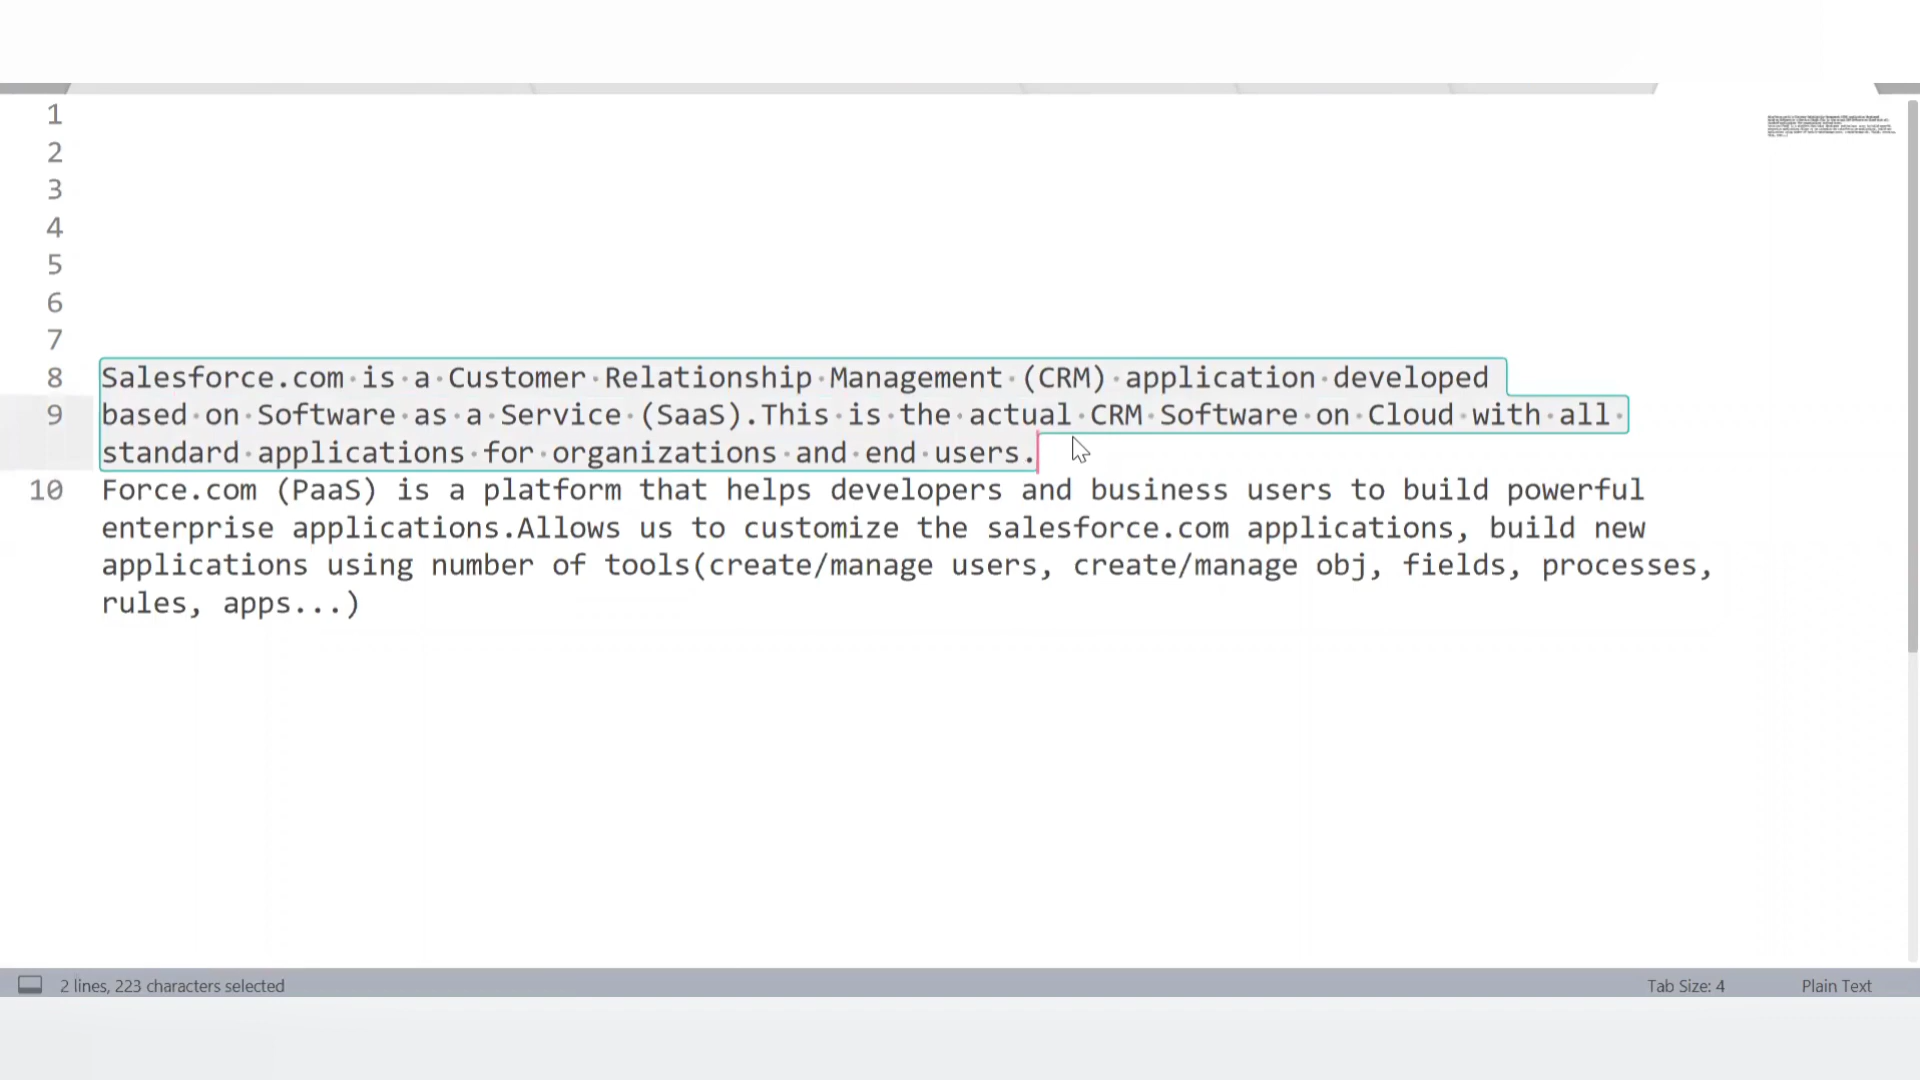 1
2
3
4
5
6
7
8 Salesforce.com is a Customer Relationship Management (CRM) application developed
9 based on Software as a Service (SaaS).This is the actual CRM Software on Cloud with all
standard applications for organizations and end users.
10 Force.com (PaaS) is a platform that helps developers and business users to build powerful
enterprise applications.Allows us to customize the salesforce.com applications, build new
applications using number of tools(create/manage users, create/manage obj, fields, processes,
rules, apps...)
2 lines, 223 characters selected Tab Size: 4 Plain Text